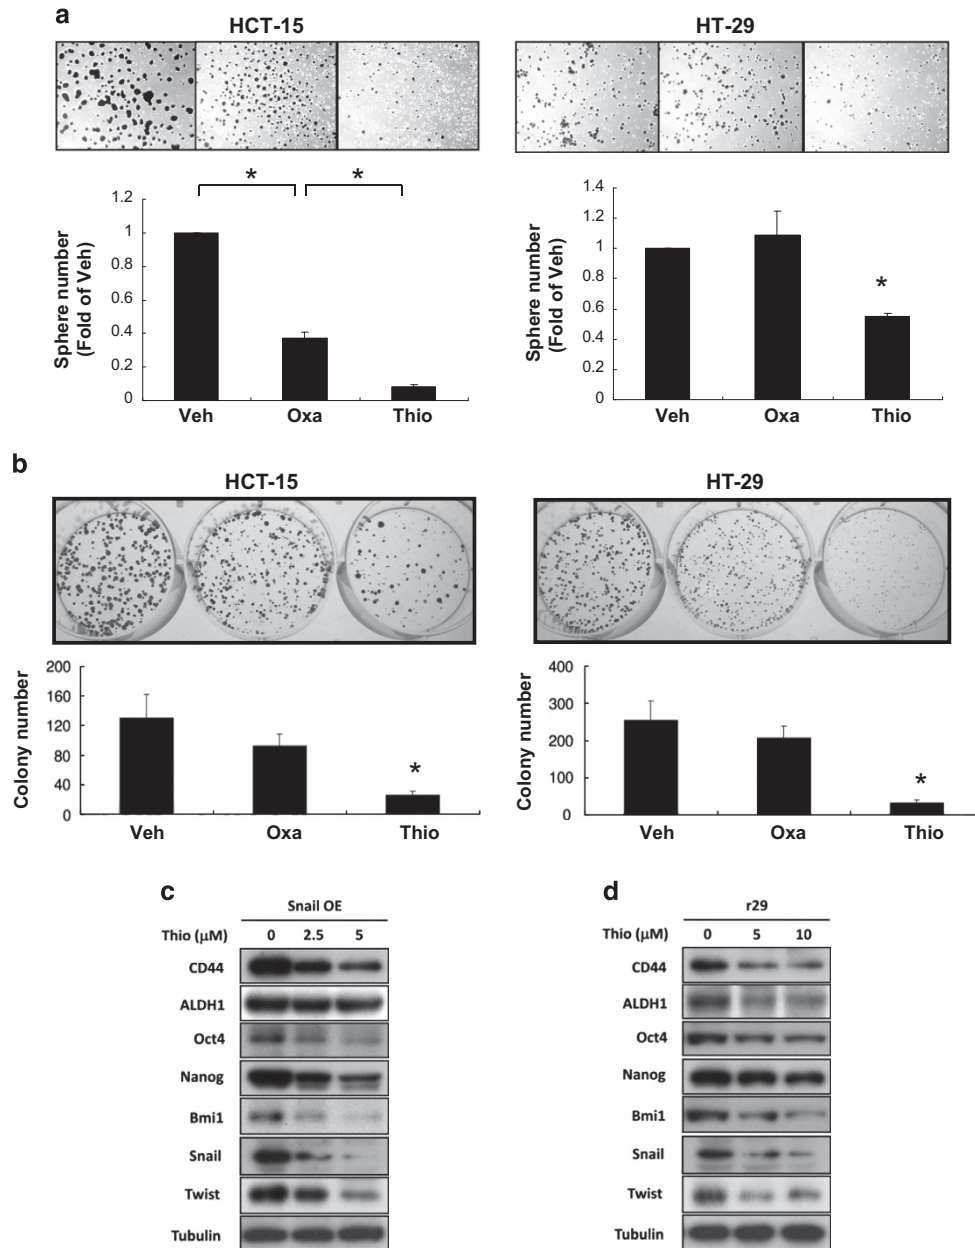 a
HCT-15
HT-29
* *
Sphere number
(Fold of Veh)
1.2
1
0.8
0.6
0.4
0.2
0
Veh Oxa Thio
Sphere number
(Fold of Veh)
1.4
1.2
1
0.8
0.6
0.4
0.2
0
*
Veh Oxa Thio
b
HCT-15
HT-29
Colony number
200
160
120
80
40
0
*
Veh Oxa Thio
Colony number
400
300
200
100
0
*
Veh Oxa Thio
c
Snail OE
Thio (µM) 0 2.5 5
CD44
ALDH1
Oct4
Nanog
Bmi1
Snail
Twist
Tubulin
d
r29
Thio (µM) 0 5 10
CD44
ALDH1
Oct4
Nanog
Bmi1
Snail
Twist
Tubulin